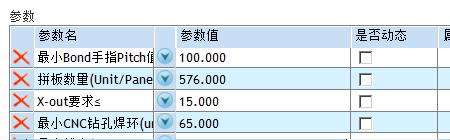 参数
参数名 参数值 是否动态
最小Bond手指Pitch值 100.000
拼板数量(Unit/Pane 576.000
X-out要求≤ 15.000
最小CNC钻孔焊环(ur 65.000